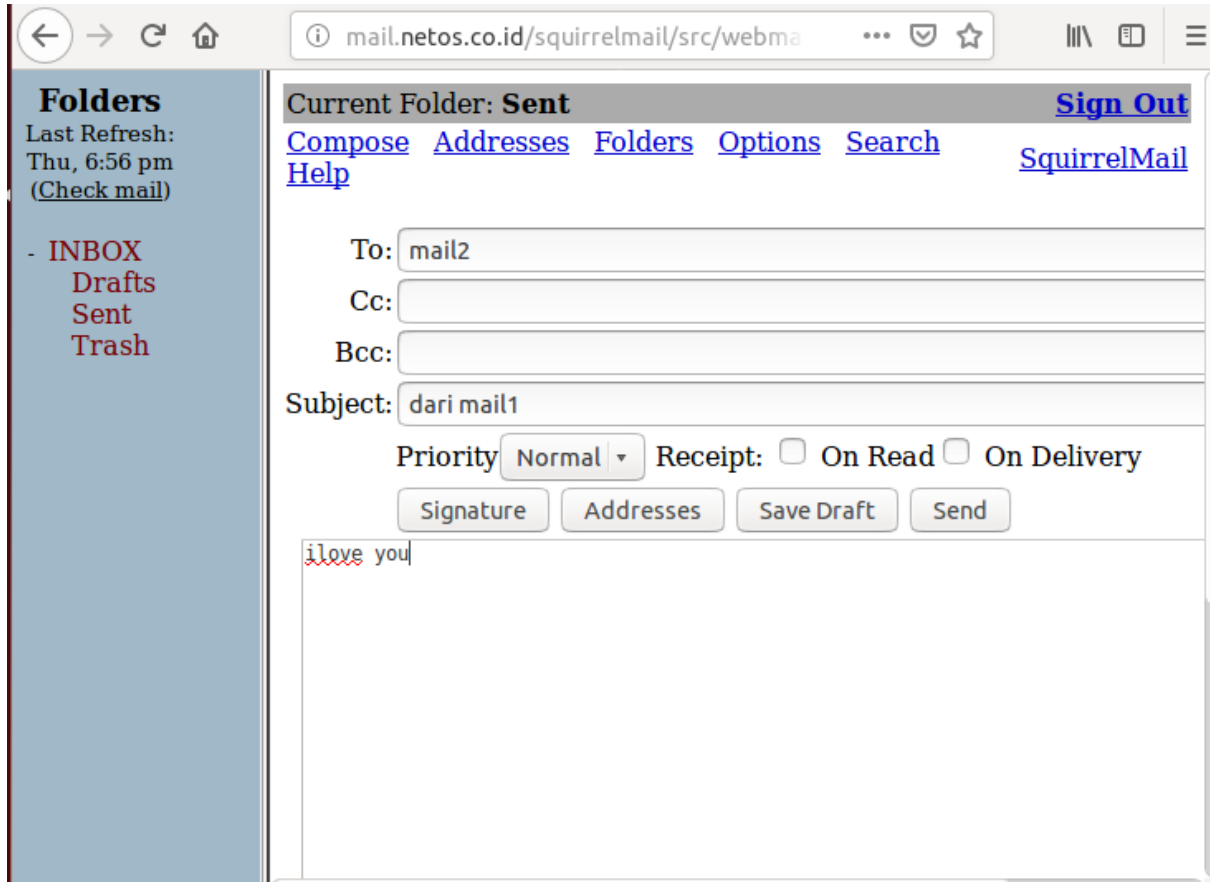 mail.netos.co.id/squirrelmail/src/webma
Folders
Last Refresh:
Thu, 6:56 pm
(Check mail)
- INBOX
Drafts
Sent
Trash
Current Folder: Sent Sign Out
Compose Addresses Folders Options Search
Help
SquirrelMail
To: mail2
Cc:
Bcc:
Subject: dari mail1
Priority Normal Receipt: On Read On Delivery
Signature Addresses Save Draft Send
ilove you